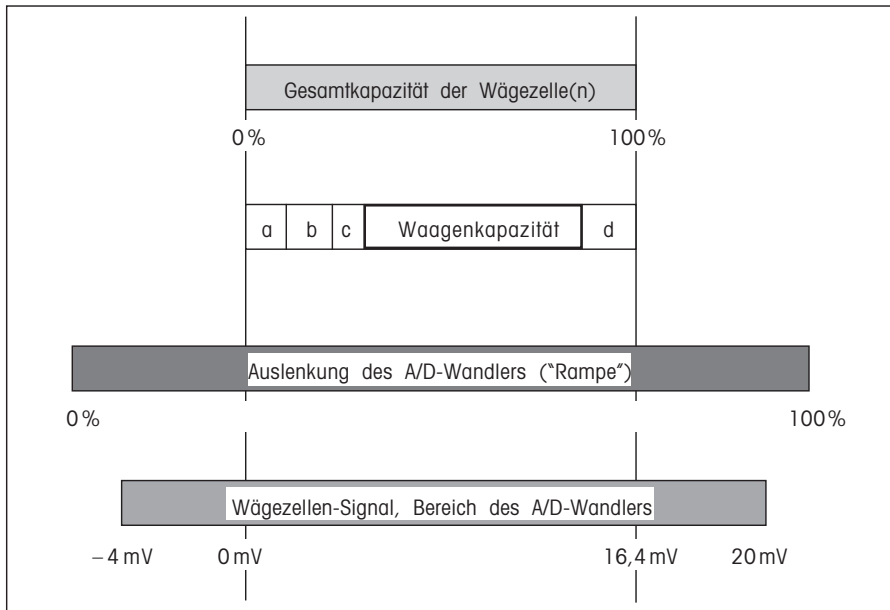 Gesamtkapazität der Wägezelle(n)
0% 100%
a b c Waagenkapazität d
Auslenkung des A/D-Wandlers ("Rampe")
0% 100%
Wägezellen-Signal, Bereich des A/D-Wandlers
–4 mV 0 mV 16,4 mV 20 mV